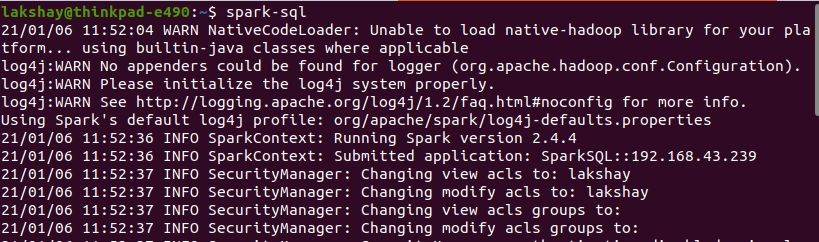 lakshay@thinkpad-e490:~$ spark-sql
21/01/06 11:52:04 WARN NativeCodeLoader: Unable to load native-hadoop library for your pla
tform... using builtin-java classes where applicable
log4j:WARN No appenders could be found for logger (org.apache.hadoop.conf.Configuration).
log4j:WARN Please initialize the log4j system properly.
log4j:WARN See http://logging.apache.org/log4j/1.2/faq.html#noconfig for more info.
Using Spark's default log4j profile: org/apache/spark/log4j-defaults.properties
21/01/06 11:52:36 INFO SparkContext: Running Spark version 2.4.4
21/01/06 11:52:36 INFO SparkContext: Submitted application: SparkSQL::192.168.43.239
21/01/06 11:52:37 INFO SecurityManager: Changing view acls to: lakshay
21/01/06 11:52:37 INFO SecurityManager: Changing modify acls to: lakshay
21/01/06 11:52:37 INFO SecurityManager: Changing view acls groups to:
21/01/06 11:52:37 INFO SecurityManager: Changing modify acls groups to: